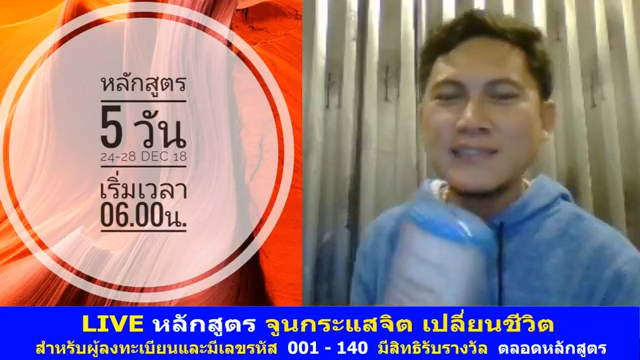 หลักสูตร
5 วัน
24-28 DEC 18
เริ่มเวลา
06.00น.
LIVE หลักสูตร จูนกระแสจิต เปลี่ยนชีวิต
สำหรับผู้ลงทะเบียนและมีเลขรหัส 001 - 140 มีสิทธิรับรางวัล ตลอดหลักสูตร